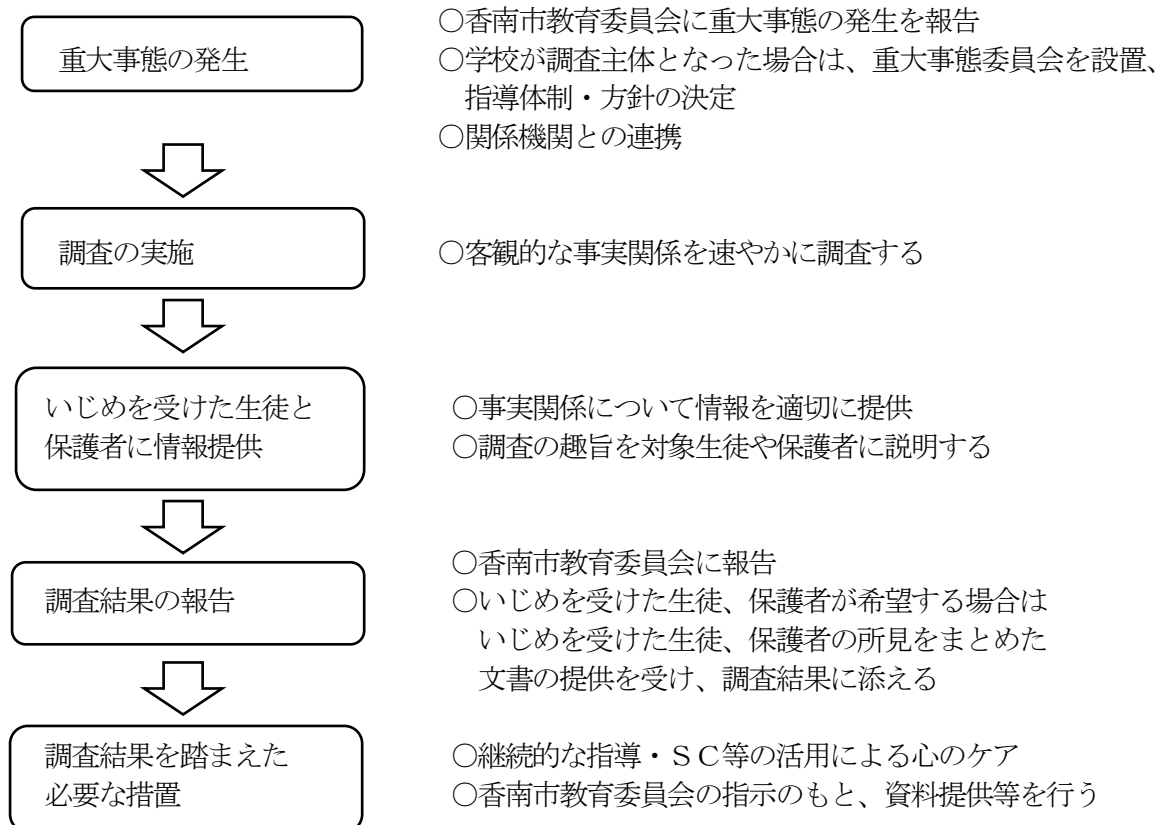 重大事態の発生
○香南市教育委員会に重大事態の発生を報告
○学校が調査主体となった場合は、重大事態委員会を設置、
指導体制・方針の決定
○関係機関との連携
調査の実施
○客観的な事実関係を速やかに調査する
いじめを受けた生徒と
保護者に情報提供
○事実関係について情報を適切に提供
○調査の趣旨を対象生徒や保護者に説明する
調査結果の報告
○香南市教育委員会に報告
○いじめを受けた生徒、保護者が希望する場合は
いじめを受けた生徒、保護者の所見をまとめた
文書の提供を受け、調査結果に添える
調査結果を踏まえた
必要な措置
○継続的な指導・ＳＣ等の活用による心のケア
○香南市教育委員会の指示のもと、資料提供等を行う